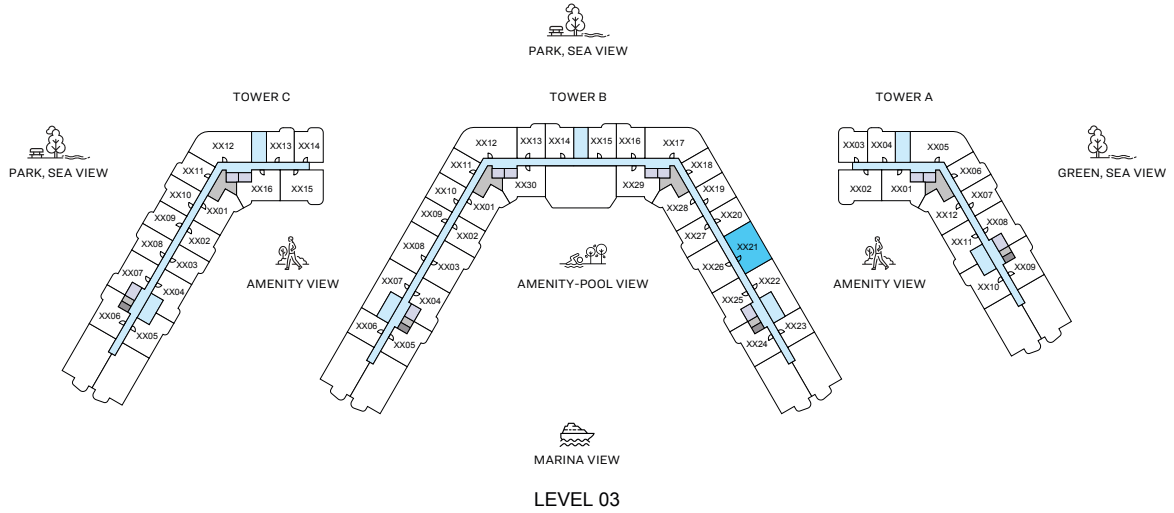 PARK, SEA VIEW
TOWER C
TOWER B
TOWER A
PARK, SEA VIEW
GREEN, SEA VIEW
XX12
XX13
XX14
XX11
XX10
XX09
XX08
XX07
XX06
XX05
XX04
XX03
XX02
XX01
XX16
XX15
AMENITY VIEW
XX12
XX13
XX14
XX15
XX16
XX17
XX11
XX10
XX09
XX08
XX07
XX06
XX05
XX04
XX03
XX02
XX01
XX30
XX29
XX28
XX27
XX26
XX25
XX24
XX18
XX19
XX20
XX21
XX22
XX23
AMENITY-POOL VIEW
AMENITY VIEW
XX03
XX04
XX05
XX02
XX01
XX06
XX07
XX08
XX09
XX12
XX11
XX10
MARINA VIEW
LEVEL 03